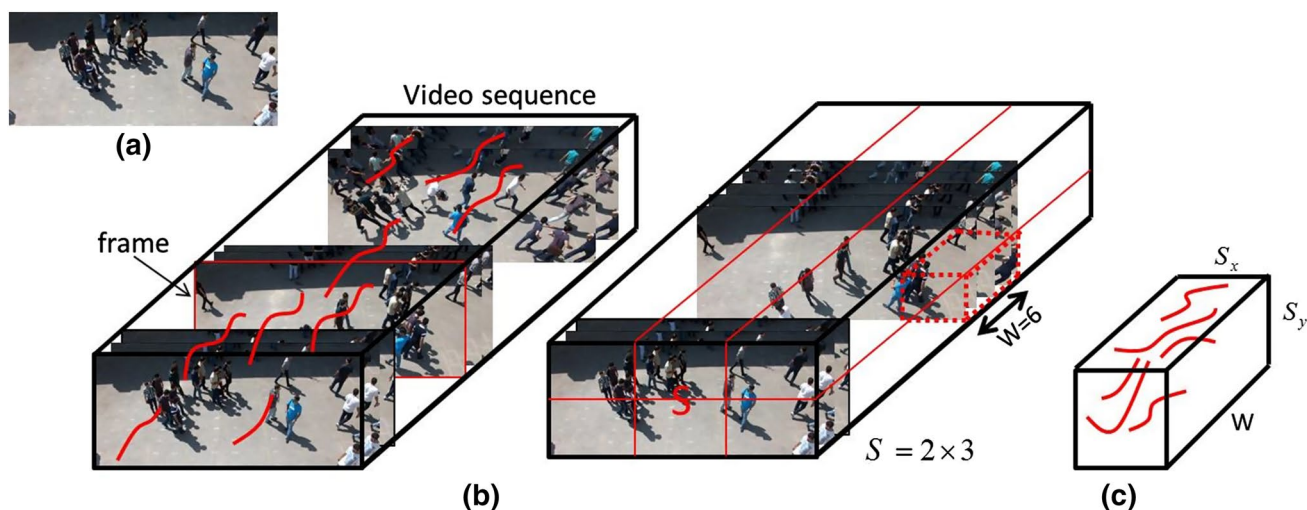 (a)
Video sequence
frame
(b)
S
S = 2 × 3
W=6
S_x
S_y
W
(c)